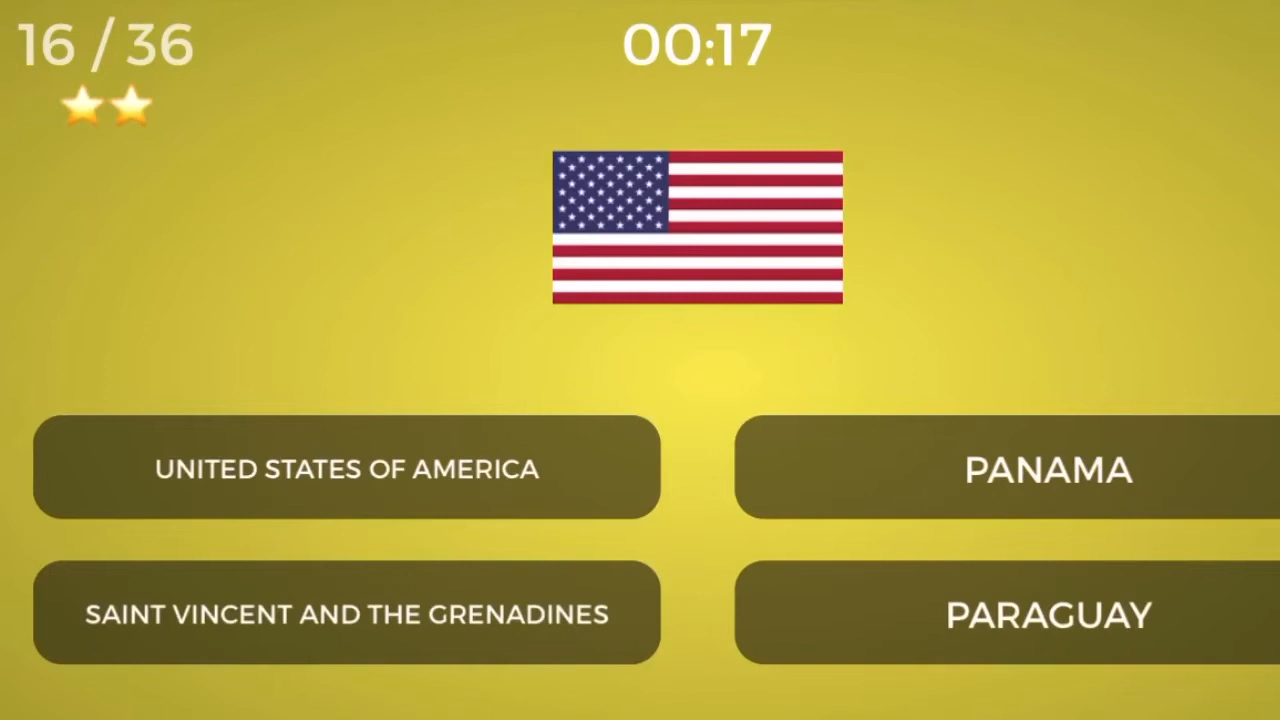 16 / 36
00:17
UNITED STATES OF AMERICA
PANAMA
SAINT VINCENT AND THE GRENADINES
PARAGUAY